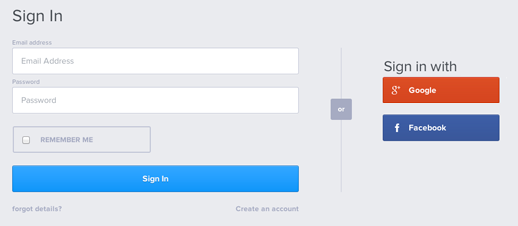 Sign In
Email address
Email Address
Password
Password
REMEMBER ME
Sign In
forgot details?
Create an account
or
Sign in with
g+ Google
f Facebook